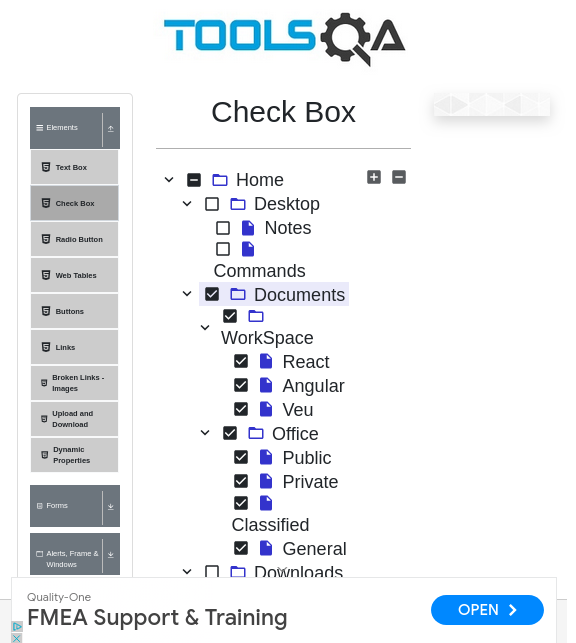 TOOLSQA
Check Box
Elements
Text Box
Check Box
Radio Button
Web Tables
Buttons
Links
Broken Links -
Images
Upload and
Download
Dynamic
Properties
Forms
Alerts, Frame &
Windows
Home
Desktop
Notes
Commands
Documents
WorkSpace
React
Angular
Veu
Office
Public
Private
Classified
General
Downloads
Quality-One
FMEA Support & Training
OPEN